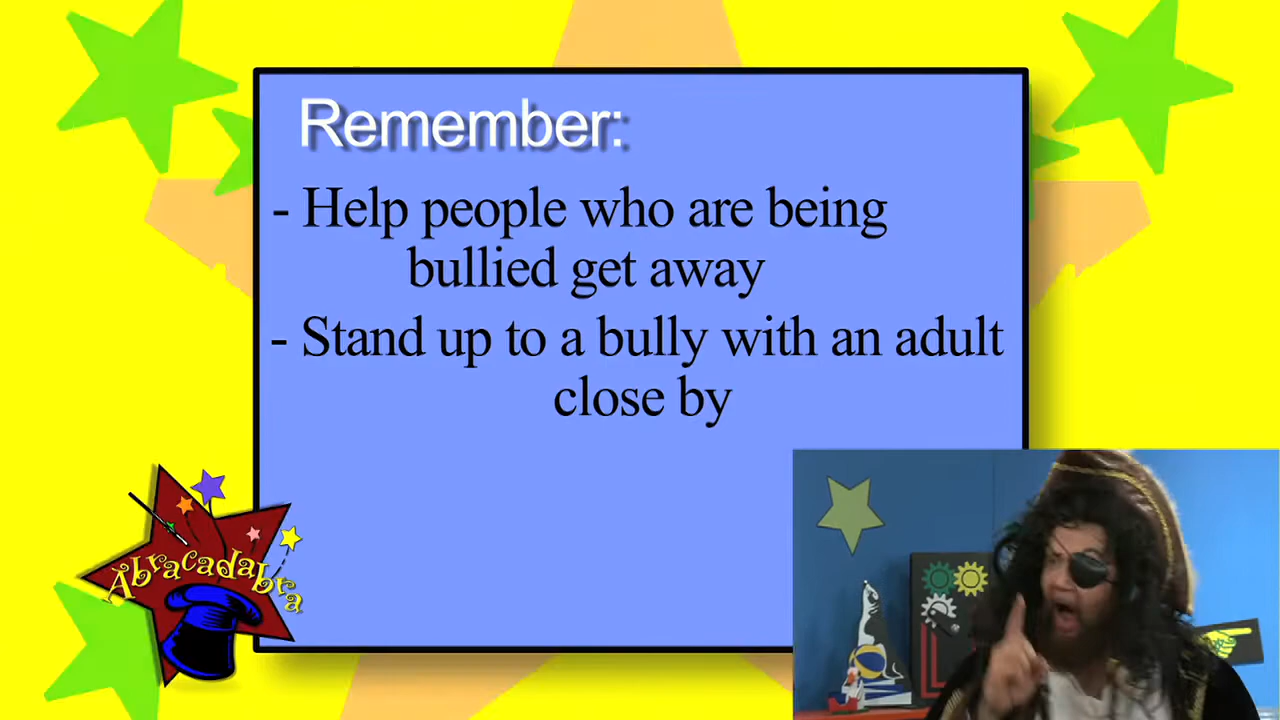 Remember:
- Help people who are being
bullied get away
- Stand up to a bully with an adult
close by
Abracadabra